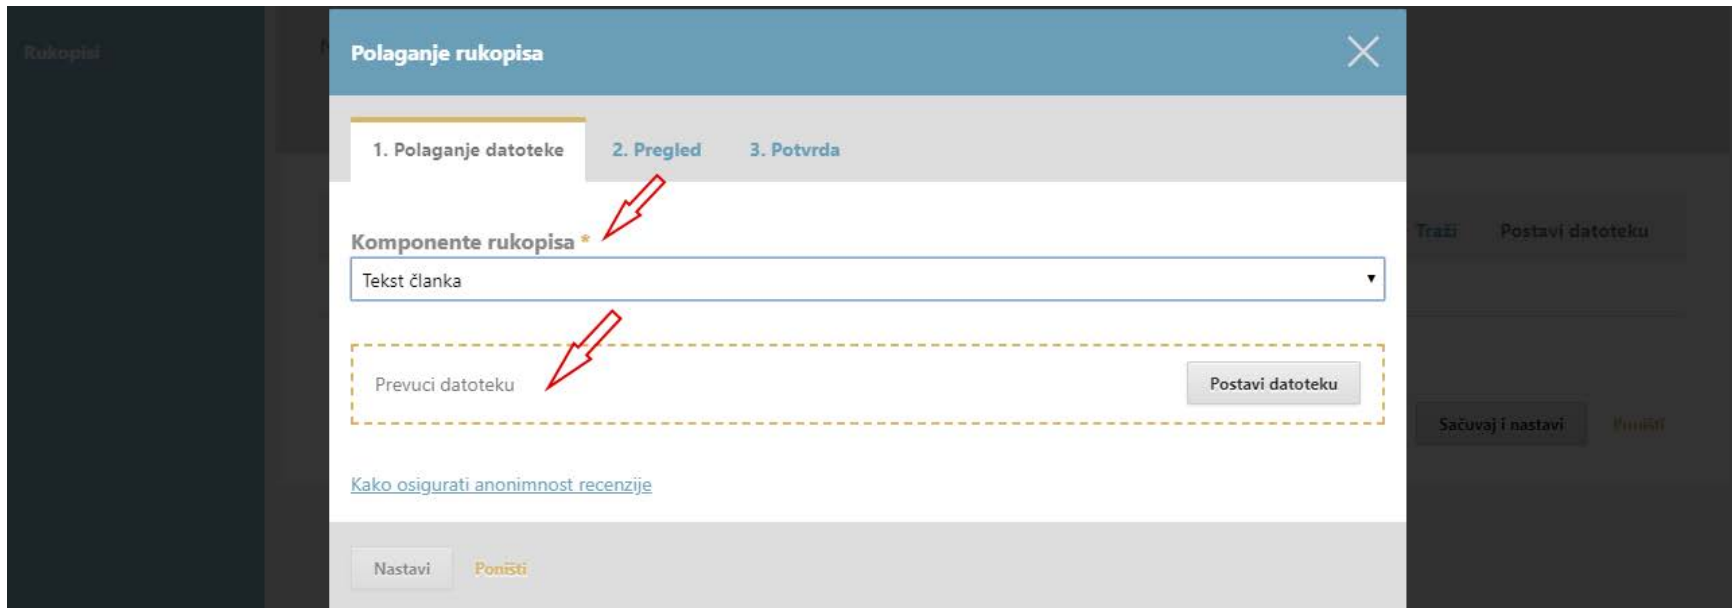 Rukopisi
Polaganje rukopisa
1. Polaganje datoteke 2. Pregled 3. Potvrda
Komponente rukopisa *
Traži Postavi datoteku
Tekst članka
Prevuci datoteku Postavi datoteku
Sačuvaj i nastavi Poništi
Kako osigurati anonimnost recenzije
Nastavi Poništi